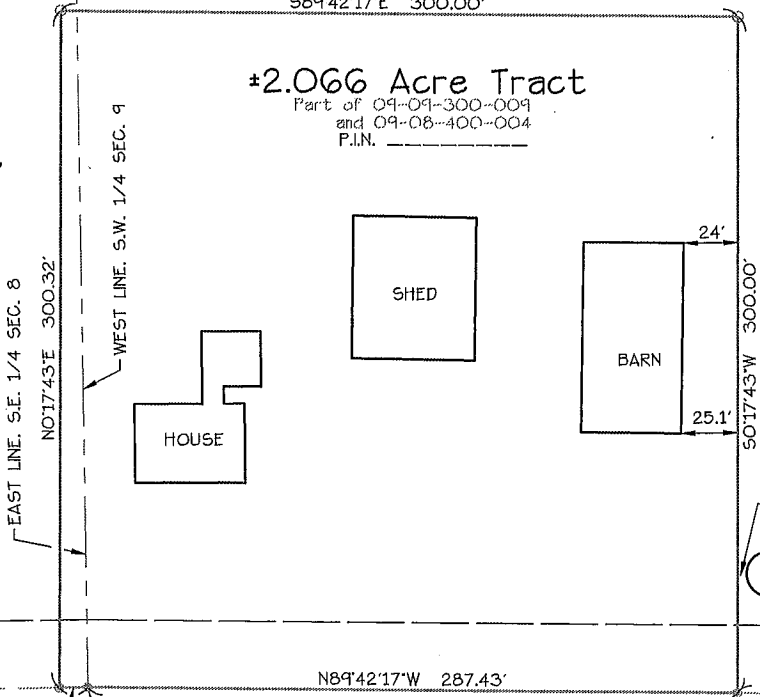 S89°42'17"E 300.00'
±2.066 Acre Tract
Part of 09-09-300-009
and 09-08-400-004
P.I.N. ____________
WEST LINE, S.W. 1/4 SEC. 9
EAST LINE, S.E. 1/4 SEC. 8
N0°17'43"E 300.32'
SHED
24'
BARN
S0°17'43"W 300.00'
25.1'
HOUSE
N89°42'17"W 287.43'